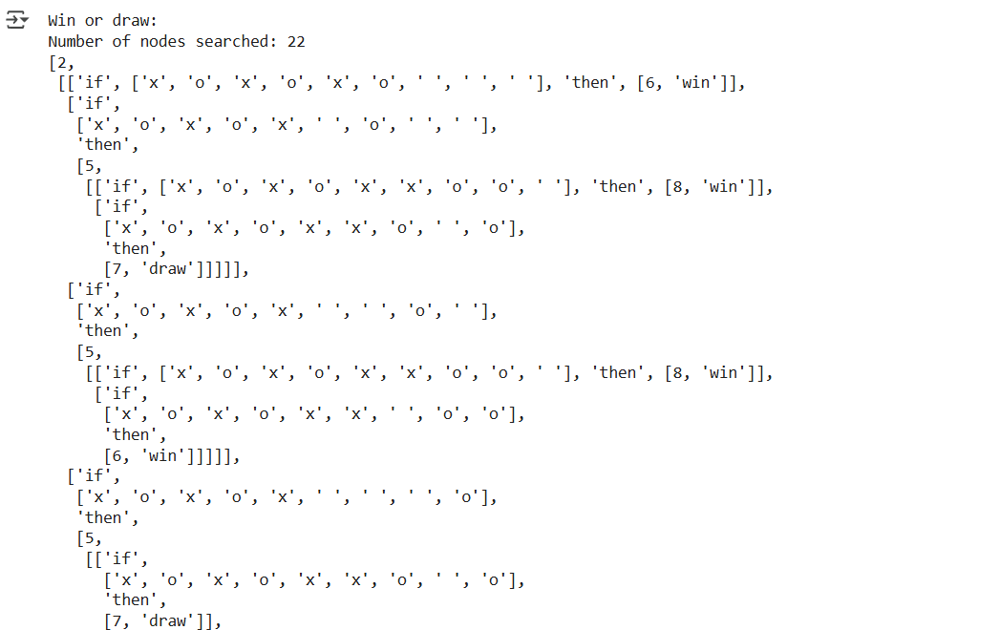 Win or draw:
Number of nodes searched: 22
[2,
 [['if', ['x', 'o', 'x', 'o', 'x', 'o', ' ', ' ', ' '], 'then', [6, 'win']],
  ['if',
   ['x', 'o', 'x', 'o', 'x', ' ', 'o', ' ', ' '],
   'then',
   [5,
    [['if', ['x', 'o', 'x', 'o', 'x', 'x', 'o', 'o', ' '], 'then', [8, 'win']],
     ['if',
      ['x', 'o', 'x', 'o', 'x', 'x', 'o', ' ', 'o'],
      'then',
      [7, 'draw']]]]],
  ['if',
   ['x', 'o', 'x', 'o', 'x', ' ', ' ', 'o', ' '],
   'then',
   [5,
    [['if', ['x', 'o', 'x', 'o', 'x', 'x', 'o', 'o', ' '], 'then', [8, 'win']],
     ['if',
      ['x', 'o', 'x', 'o', 'x', 'x', ' ', 'o', 'o'],
      'then',
      [6, 'win']]]]],
  ['if',
   ['x', 'o', 'x', 'o', 'x', ' ', ' ', ' ', 'o'],
   'then',
   [5,
    [['if',
      ['x', 'o', 'x', 'o', 'x', 'x', 'o', ' ', 'o'],
      'then',
      [7, 'draw']],